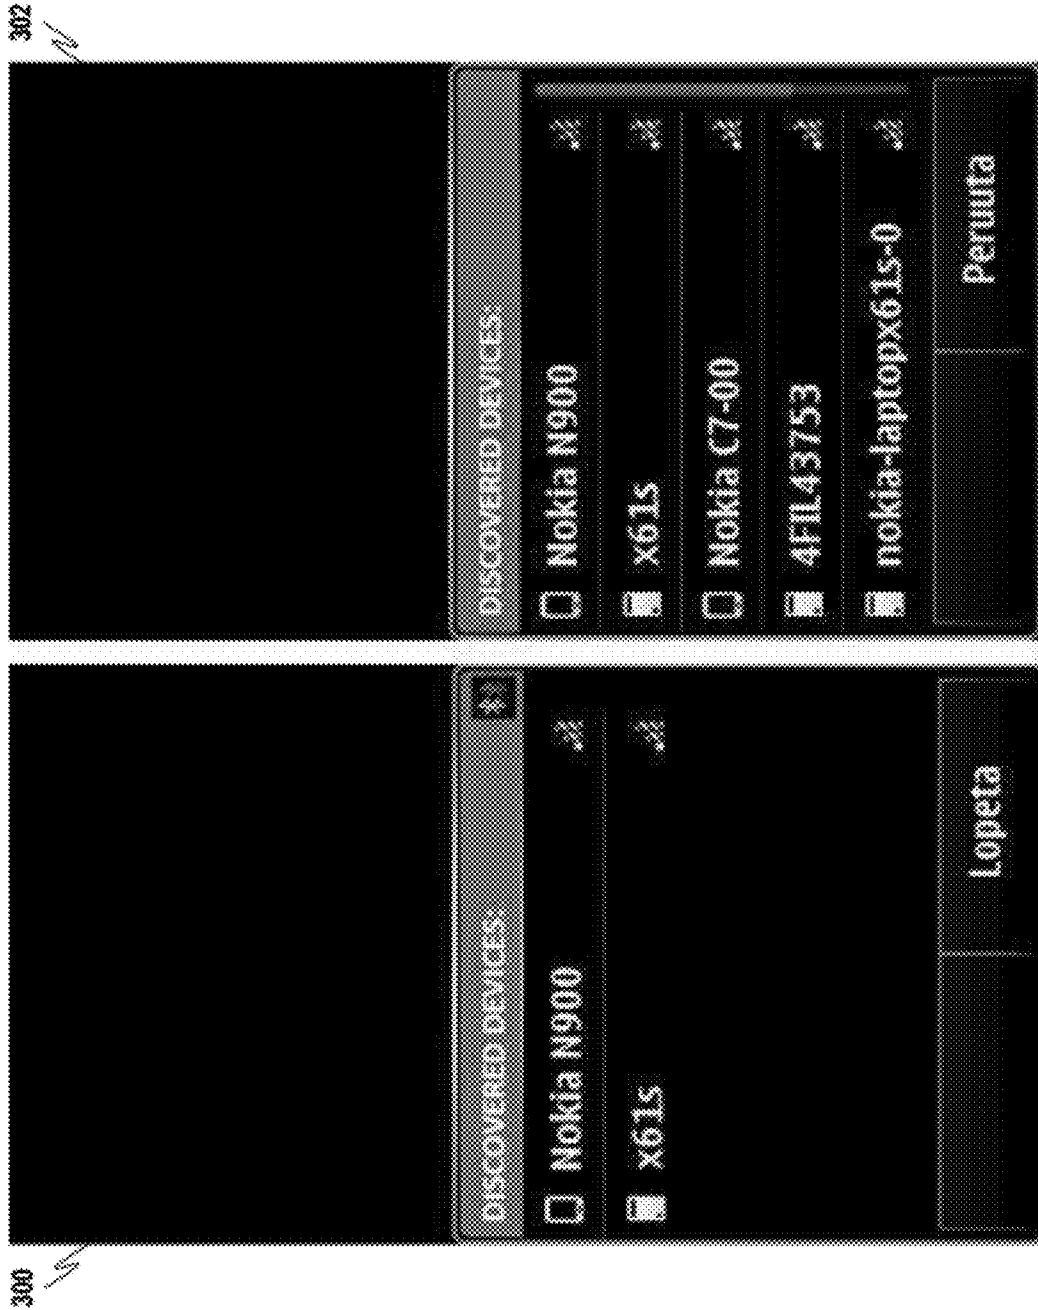 300
DISCOVERED DEVICES:
Nokia N900
x61s
Lopeta
302
DISCOVERED DEVICES:
Nokia N900
x61s
Nokia C7-00
4FIL43753
nokia-laptopx61s-0
Peruuta